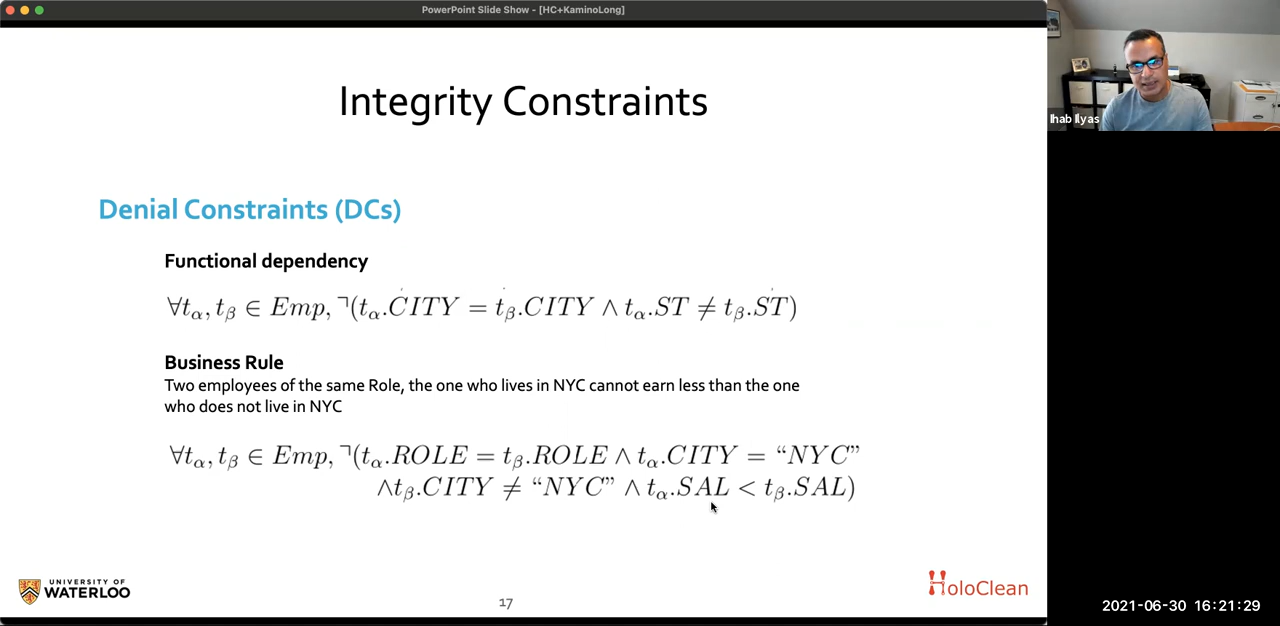 PowerPoint Slide Show - [HC+KaminoLong]
Integrity Constraints
Denial Constraints (DCs)
Functional dependency
∀tα, tβ ∈ Emp, ¬(tα.CITY = tβ.CITY ∧ tα.ST ≠ tβ.ST)
Business Rule
Two employees of the same Role, the one who lives in NYC cannot earn less than the one
who does not live in NYC
∀tα, tβ ∈ Emp, ¬(tα.ROLE = tβ.ROLE ∧ tα.CITY = “NYC”
∧tβ.CITY ≠ “NYC” ∧ tα.SAL < tβ.SAL)
UNIVERSITY OF
WATERLOO
17
HoloClean
Ihab Ilyas
2021-06-30 16:21:29